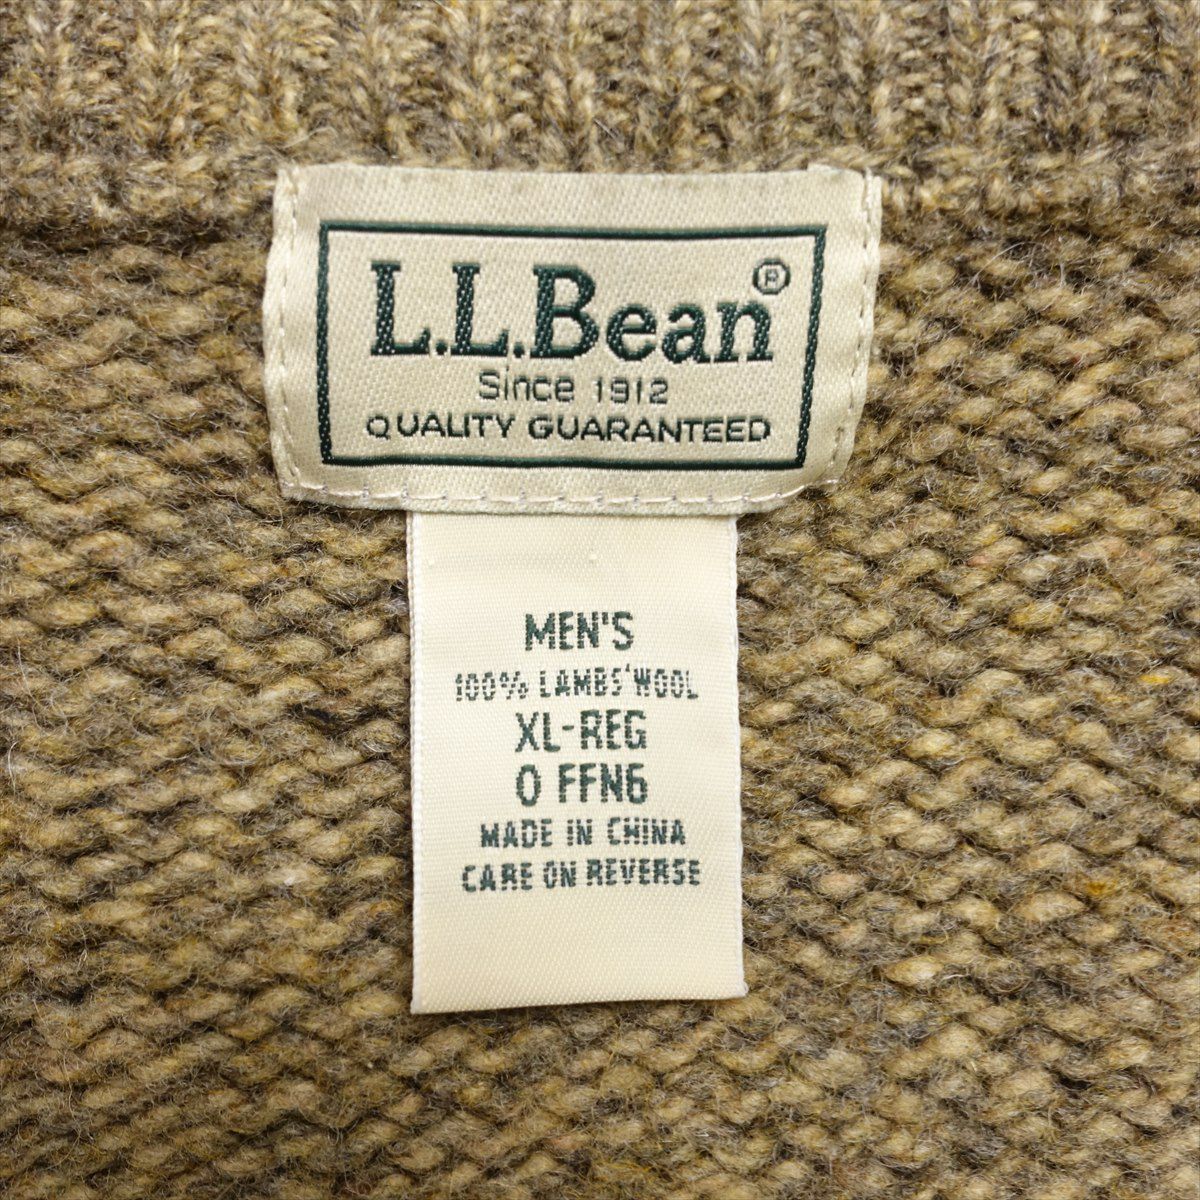 L.L.Bean®
Since 1912
QUALITY GUARANTEED
MEN'S
100% LAMBS'WOOL
XL-REG
0 FFN6
MADE IN CHINA
CARE ON REVERSE